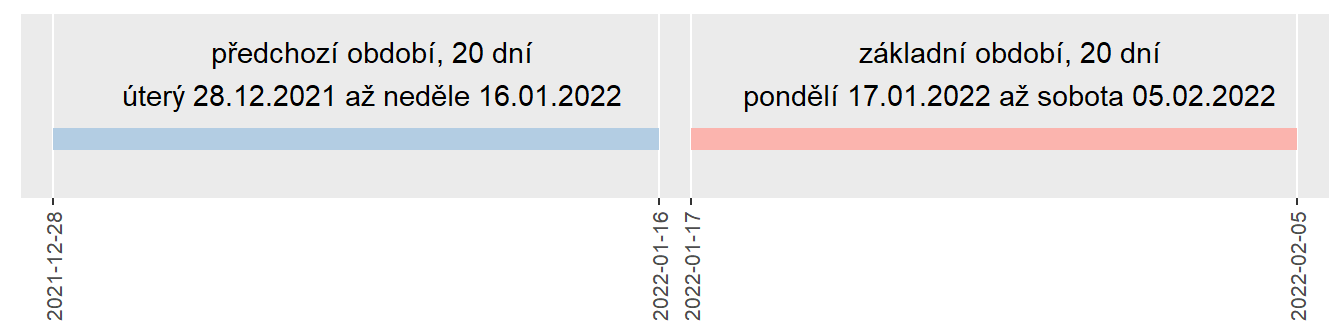 předchozí období, 20 dní
úterý 28.12.2021 až neděle 16.01.2022
základní období, 20 dní
pondělí 17.01.2022 až sobota 05.02.2022
2021-12-28
2022-01-16
2022-01-17
2022-02-05